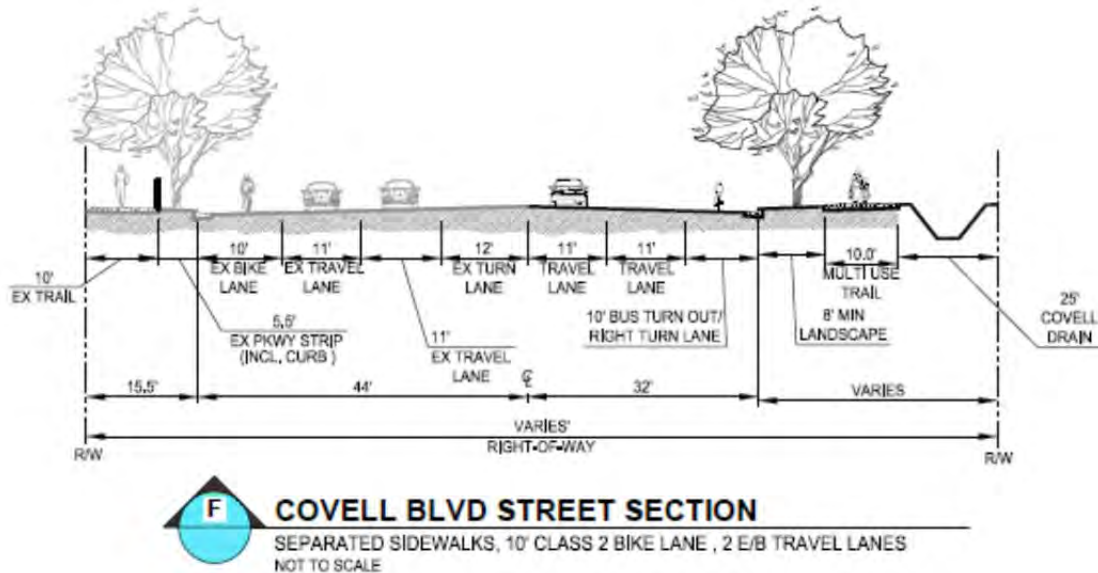 10' 11' 12' 11' 11' 10.0'
EX BIKE EX TRAVEL EX TURN TRAVEL TRAVEL MULTI USE
LANE LANE LANE LANE LANE TRAIL
10'
EX TRAIL
5.5'
EX PKWY STRIP
(INCL. CURB )
11'
EX TRAVEL
LANE
10' BUS TURN OUT/
RIGHT TURN LANE
8' MIN
LANDSCAPE
25'
COVELL
DRAIN
15.5' 44' CL 32' VARIES
VARIES'
RIGHT-OF-WAY
R/W R/W
F COVELL BLVD STREET SECTION
SEPARATED SIDEWALKS, 10' CLASS 2 BIKE LANE , 2 E/B TRAVEL LANES
NOT TO SCALE